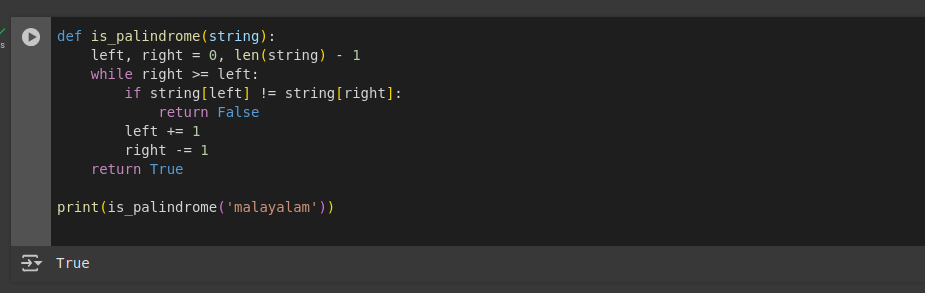 def is_palindrome(string):
    left, right = 0, len(string) - 1
    while right >= left:
        if string[left] != string[right]:
            return False
        left += 1
        right -= 1
    return True

print(is_palindrome('malayalam'))
s
True